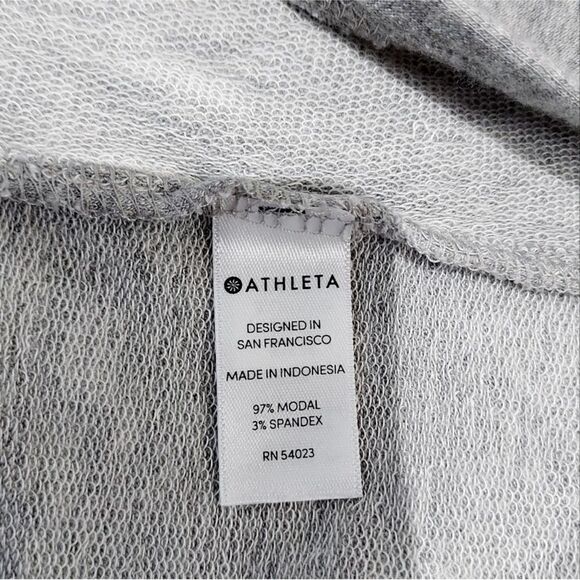 ATHLETA
DESIGNED IN
SAN FRANCISCO
MADE IN INDONESIA
97% MODAL
3% SPANDEX
RN 54023